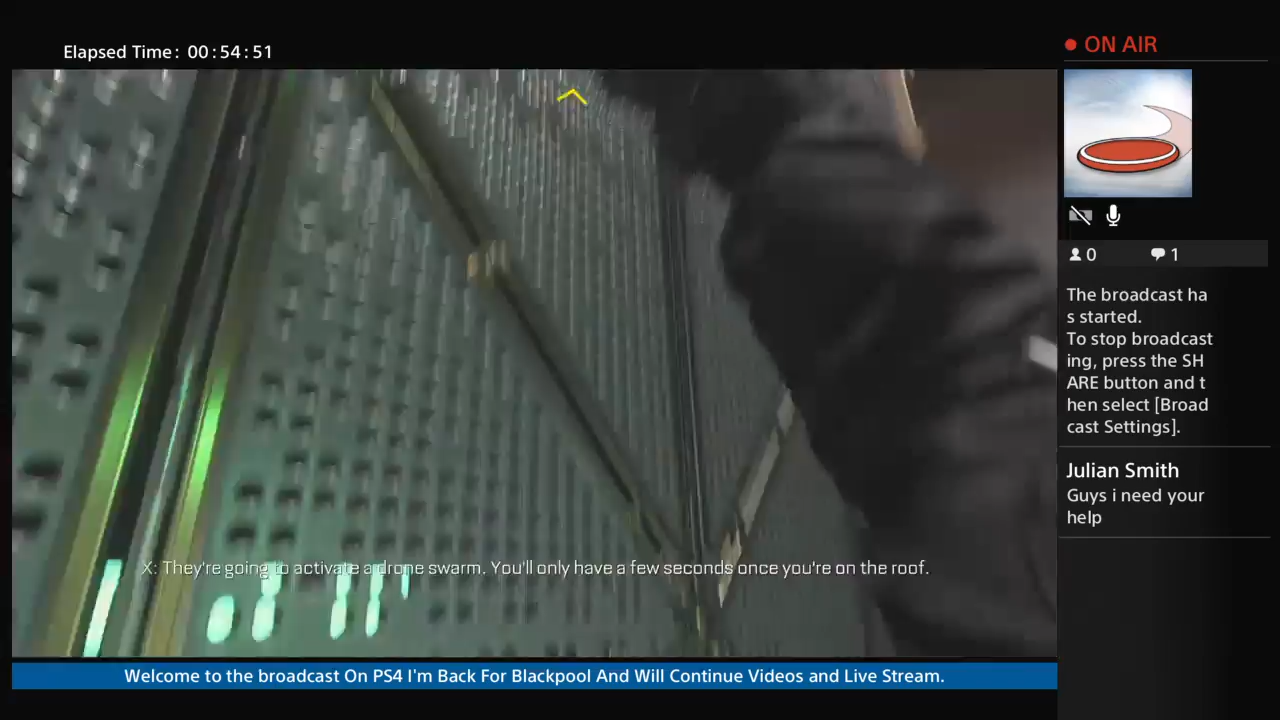 Elapsed Time: 00:54:51
ON AIR
0
1
The broadcast ha
s started.
To stop broadcast
ing, press the SH
ARE button and t
hen select [Broad
cast Settings].
Julian Smith
Guys i need your
help
X: They're going to activate a drone swarm. You'll only have a few seconds once you're on the roof.
Welcome to the broadcast On PS4 I'm Back For Blackpool And Will Continue Videos and Live Stream.